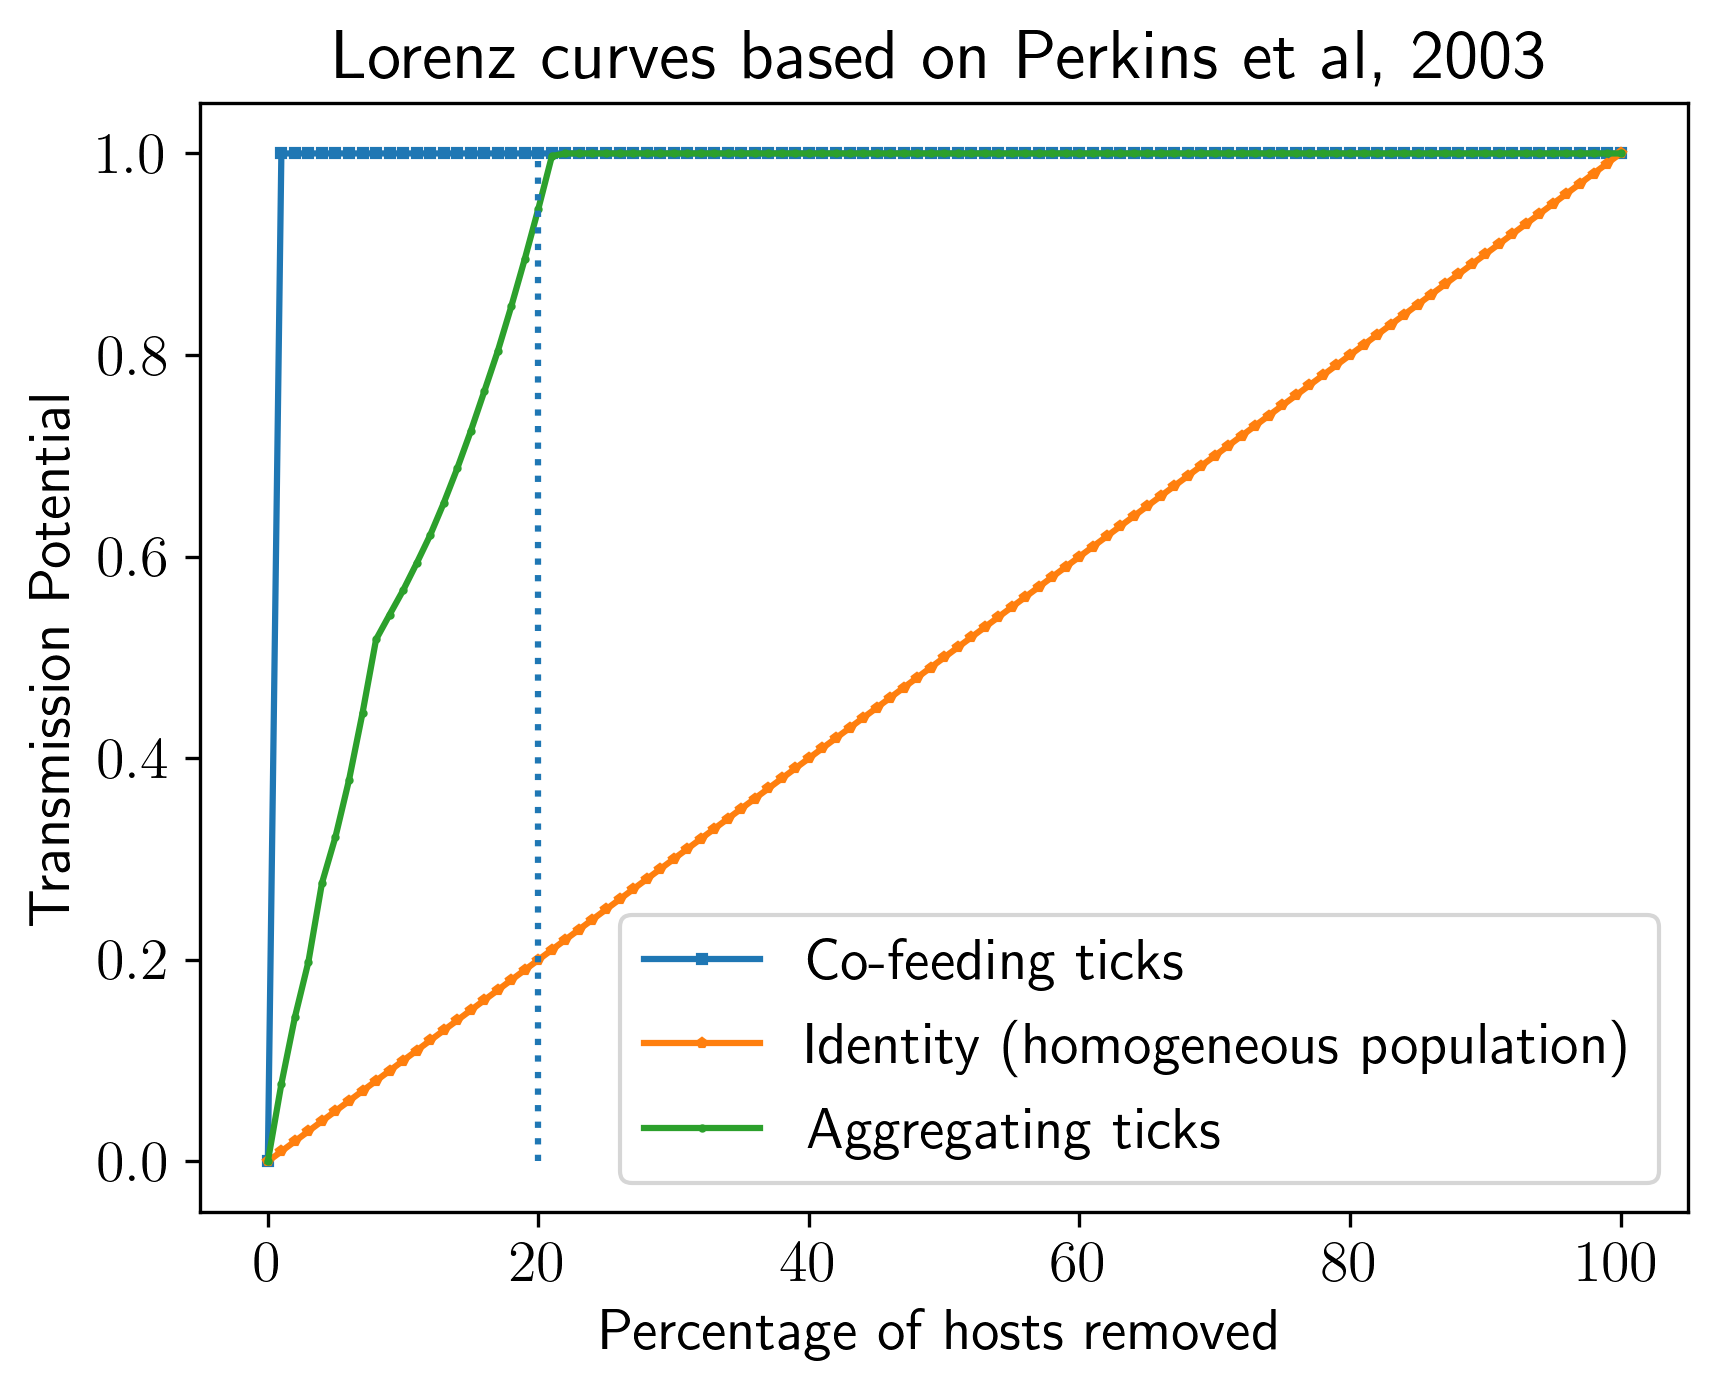 Lorenz curves based on Perkins et al, 2003
Transmission Potential
1.0
0.8
0.6
0.4
0.2
0.0
Co-feeding ticks
Identity (homogeneous population)
Aggregating ticks
0 20 40 60 80 100
Percentage of hosts removed